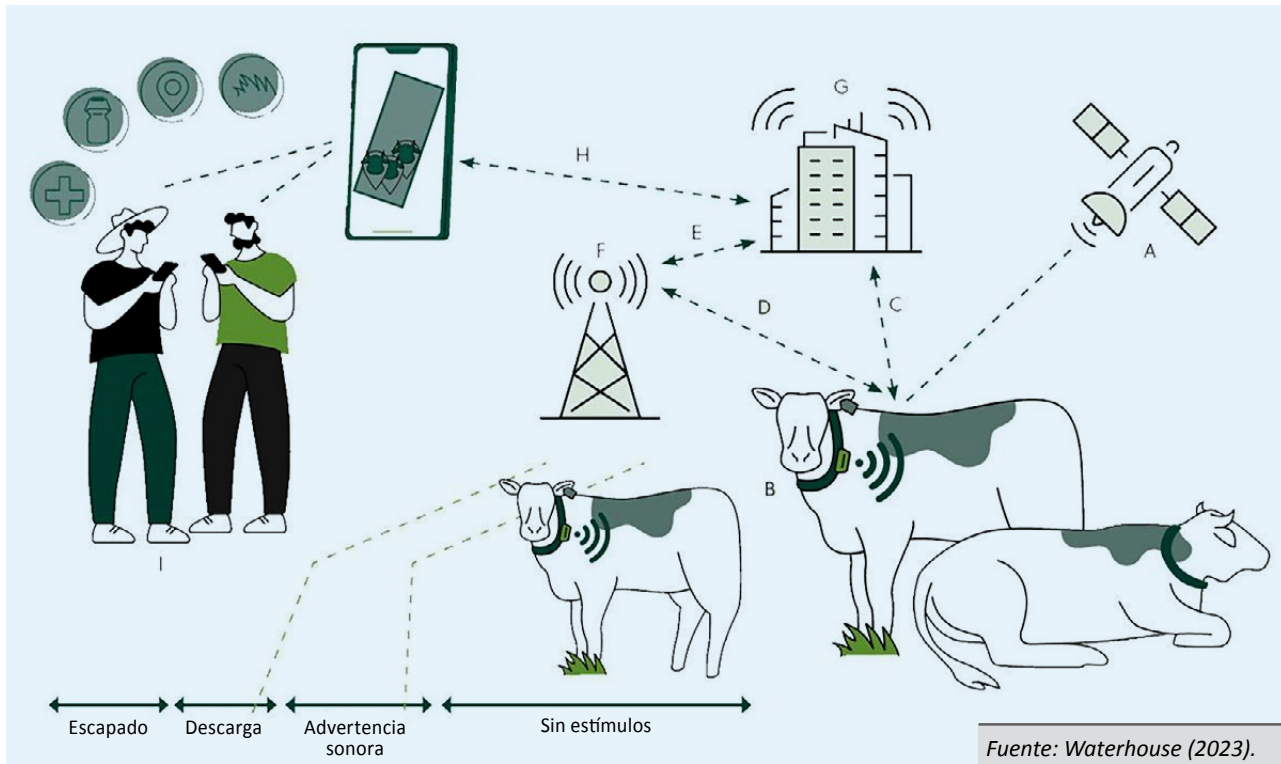 G
H
A
E
F
D
C
B
I
Escapado
Descarga
Advertencia
sonora
Sin estímulos
Fuente: Waterhouse (2023).